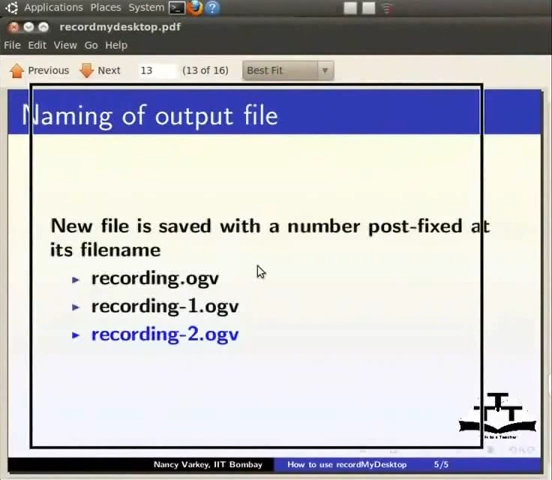 Applications Places System
recordmydesktop.pdf
File Edit View Go Help
Previous Next 13 (13 of 16) Best Fit
Naming of output file
New file is saved with a number post-fixed at
its filename
recording.ogv
recording-1.ogv
recording-2.ogv
T T T
Nancy Varkey, IIT Bombay How to use recordMyDesktop 5/5